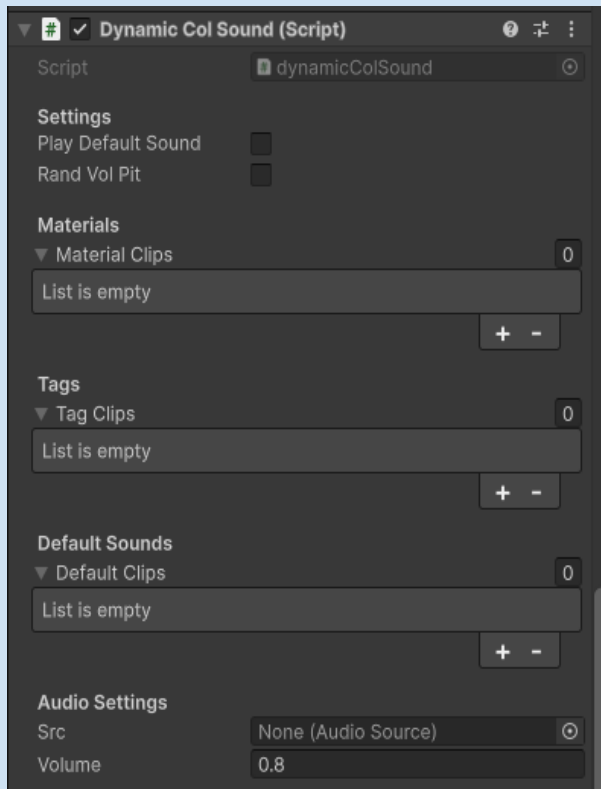 Dynamic Col Sound (Script)
Script dynamicColSound
Settings
Play Default Sound
Rand Vol Pit
Materials
Material Clips 0
List is empty
+ -
Tags
Tag Clips 0
List is empty
+ -
Default Sounds
Default Clips 0
List is empty
+ -
Audio Settings
Src None (Audio Source)
Volume 0.8